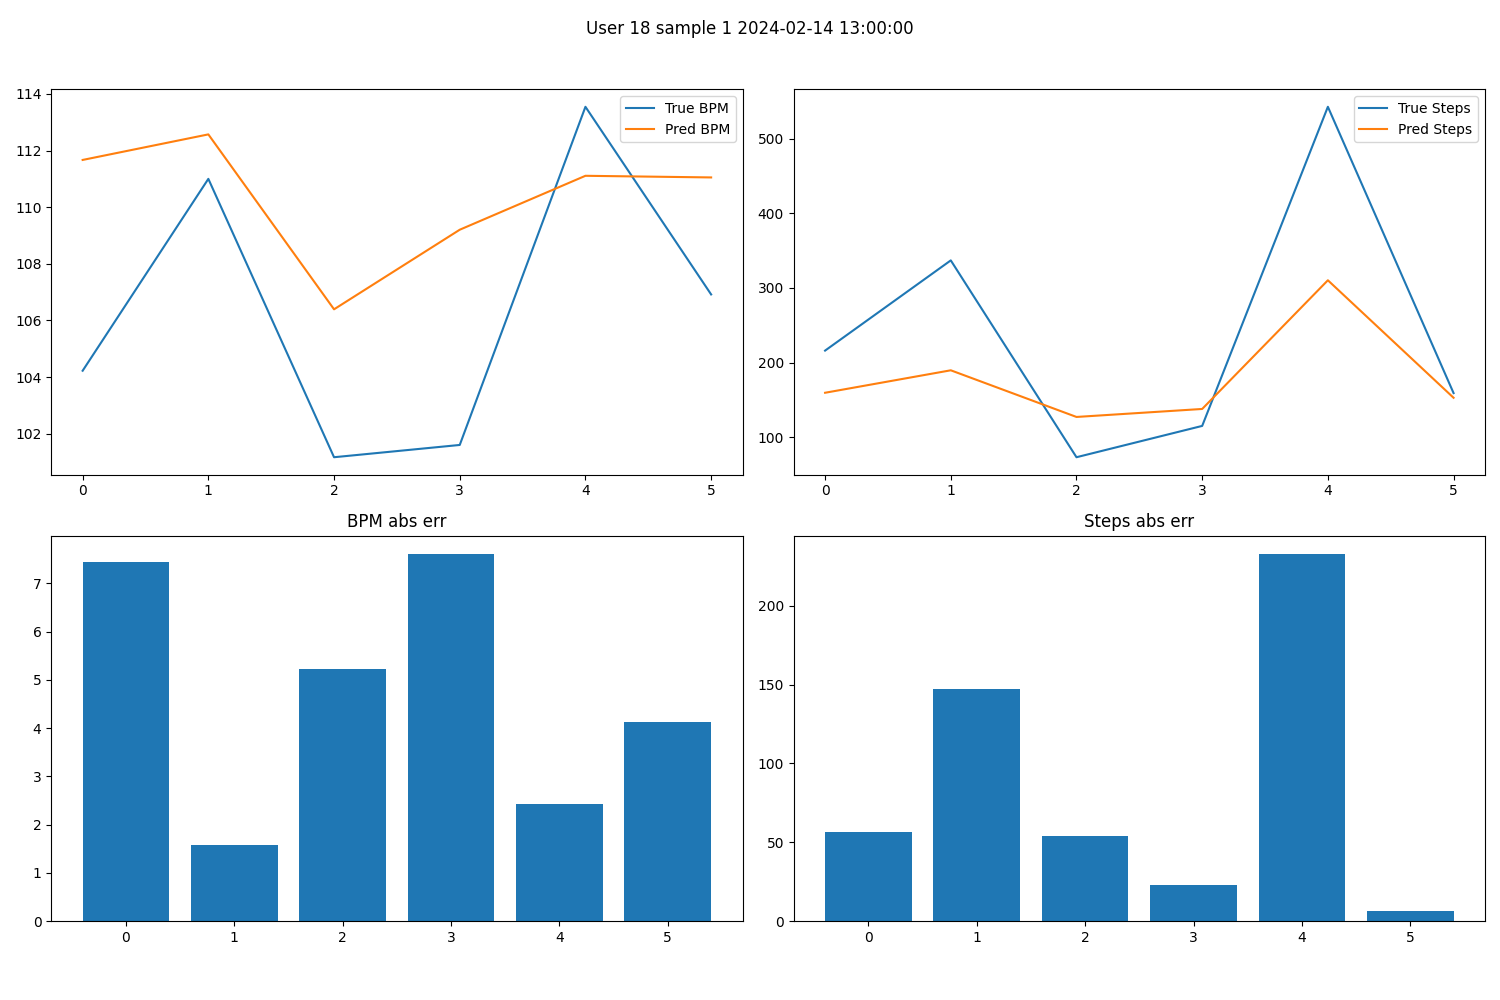 User 18 sample 1 2024-02-14 13:00:00
114
112
110
108
106
104
102
True BPM
Pred BPM
0 1 2 3 4 5
500
400
300
200
100
True Steps
Pred Steps
0 1 2 3 4 5
BPM abs err
7
6
5
4
3
2
1
0
0 1 2 3 4 5
Steps abs err
200
150
100
50
0
0 1 2 3 4 5